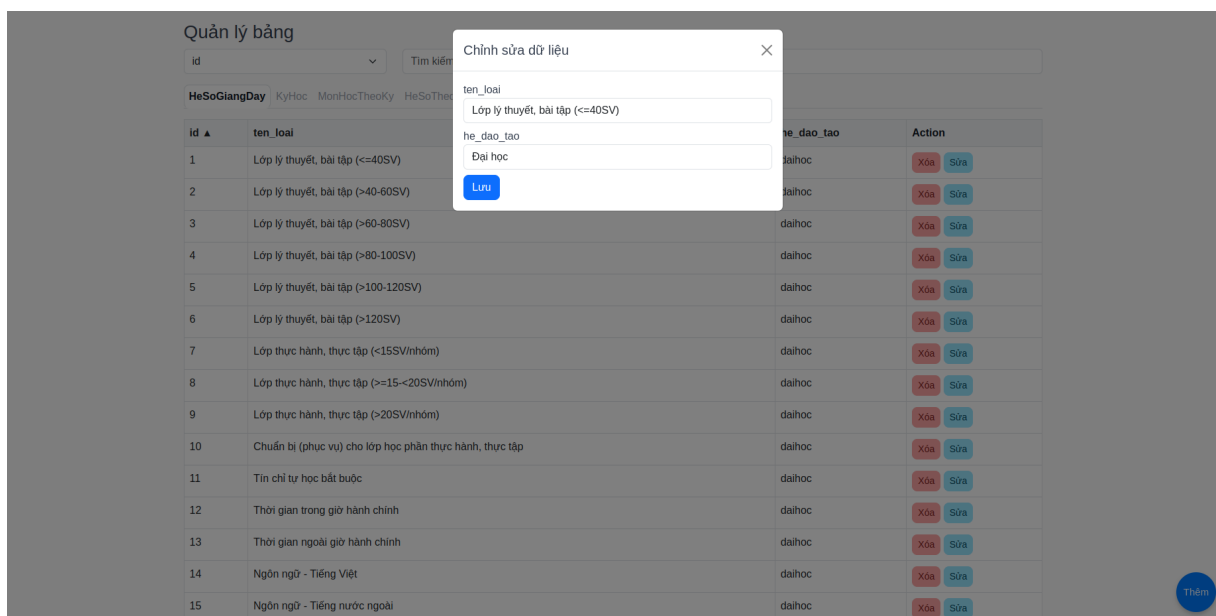 Quản lý bảng
id
Tìm kiếm
HeSoGiangDay KyHoc MonHocTheoKy
Chỉnh sửa dữ liệu
ten_loai
Lớp lý thuyết, bài tập (<=40SV)
he_dao_tao
Đại học
Lưu
id ▲ ten_loai he_dao_tao Action
1 Lớp lý thuyết, bài tập (<=40SV) daihoc Xóa Sửa
2 Lớp lý thuyết, bài tập (>40-60SV) daihoc Xóa Sửa
3 Lớp lý thuyết, bài tập (>60-80SV) daihoc Xóa Sửa
4 Lớp lý thuyết, bài tập (>80-100SV) daihoc Xóa Sửa
5 Lớp lý thuyết, bài tập (>100-120SV) daihoc Xóa Sửa
6 Lớp lý thuyết, bài tập (>120SV) daihoc Xóa Sửa
7 Lớp thực hành, thực tập (<15SV/nhóm) daihoc Xóa Sửa
8 Lớp thực hành, thực tập (>=15-<20SV/nhóm) daihoc Xóa Sửa
9 Lớp thực hành, thực tập (>20SV/nhóm) daihoc Xóa Sửa
10 Chuẩn bị (phục vụ) cho lớp học phần thực hành, thực tập daihoc Xóa Sửa
11 Tín chỉ tự học bắt buộc daihoc Xóa Sửa
12 Thời gian trong giờ hành chính daihoc Xóa Sửa
13 Thời gian ngoài giờ hành chính daihoc Xóa Sửa
14 Ngôn ngữ - Tiếng Việt daihoc Xóa Sửa
15 Ngôn ngữ - Tiếng nước ngoài daihoc Xóa Sửa
Thêm